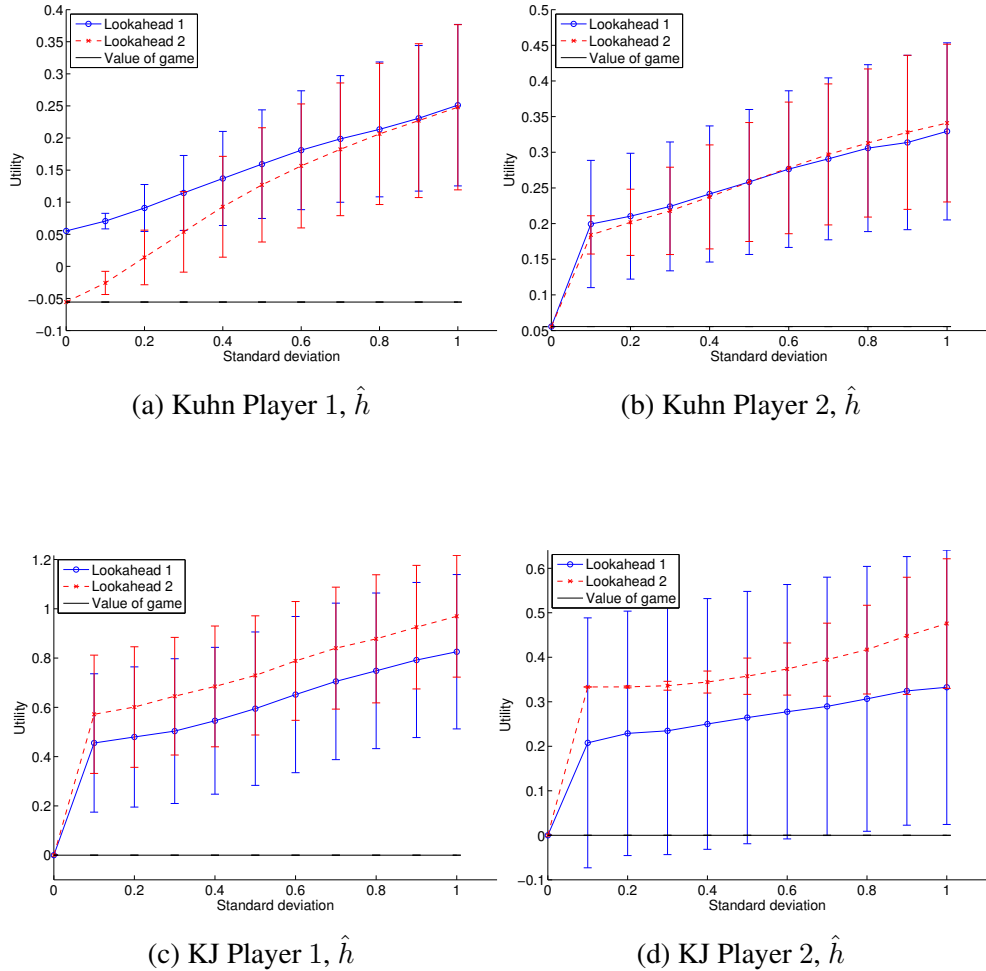 0.4
0.35
0.3
0.25
0.2
0.15
0.1
0.05
0
−0.05
−0.1
Utility
Lookahead 1
Lookahead 2
Value of game
0 0.2 0.4 0.6 0.8 1
Standard deviation
(a) Kuhn Player 1, ĥ
0.5
0.45
0.4
0.35
0.3
0.25
0.2
0.15
0.1
0.05
Utility
Lookahead 1
Lookahead 2
Value of game
0 0.2 0.4 0.6 0.8 1
Standard deviation
(b) Kuhn Player 2, ĥ
1.2
1
0.8
0.6
0.4
0.2
0
Utility
Lookahead 1
Lookahead 2
Value of game
0 0.2 0.4 0.6 0.8 1
Standard deviation
(c) KJ Player 1, ĥ
0.6
0.5
0.4
0.3
0.2
0.1
0
−0.1
Utility
Lookahead 1
Lookahead 2
Value of game
0 0.2 0.4 0.6 0.8 1
Standard deviation
(d) KJ Player 2, ĥ